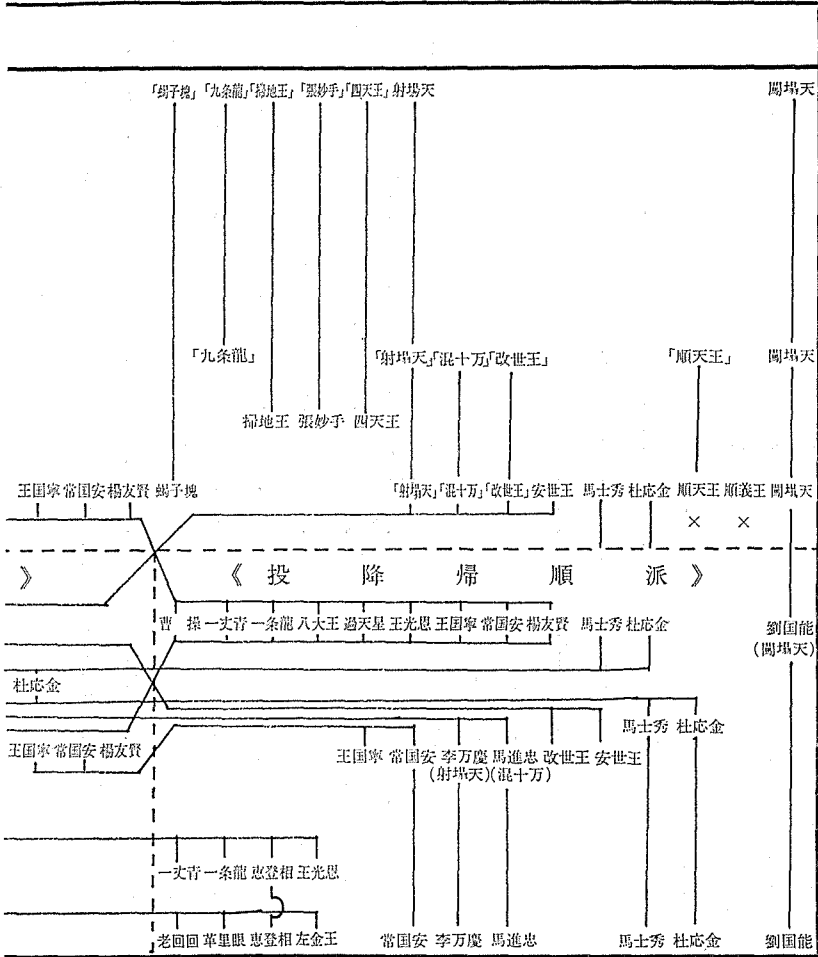 「蝎子塊」 「九条龍」 「掃地王」 「張妙手」 「四天王」 射塌天 闖塌天
「九条龍」 「射塌天」 「混十万」 「改世王」 「順天王」 闖塌天
掃地王 張妙手 四天王
王国寧 常国安 楊友賢 蝎子塊 「射塌天」 「混十万」 「改世王」 安世王 馬士秀 杜応金 順天王 順義王 闖塌天
× ×
》 《 投 降 帰 順 派 》
曹操 一丈青 一条龍 八大王 過天星 王光恩 王国寧 常国安 楊友賢 馬士秀 杜応金 劉国能
(闖塌天)
杜応金
馬士秀 杜応金
王国寧 常国安 楊友賢 王国寧 常国安 李万慶 馬進忠 改世王 安世王
(射塌天) (混十万)
一丈青 一条龍 恵登相 王光恩
老回回 革里眼 恵登相 左金王 常国安 李万慶 馬進忠 馬士秀 杜応金 劉国能